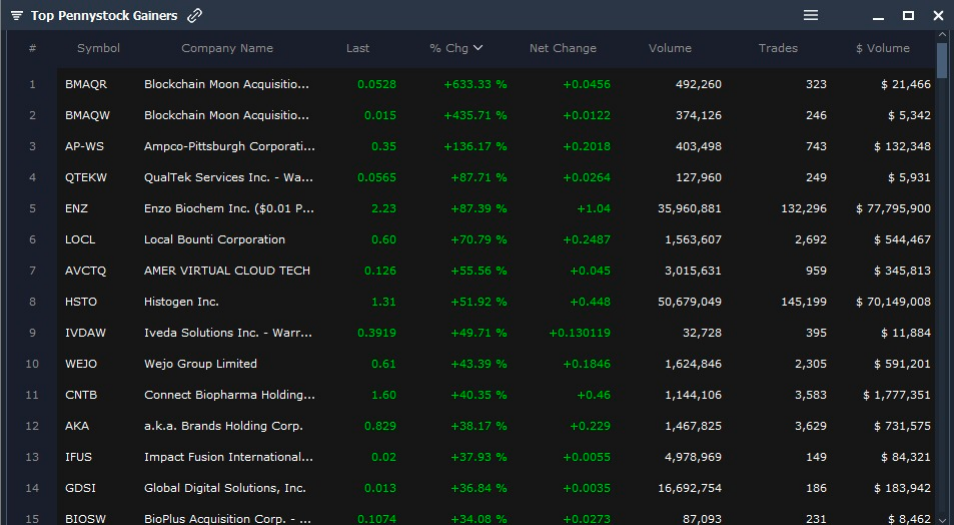 Top Pennystock Gainers
# Symbol Company Name Last % Chg Net Change Volume Trades $ Volume
1 BMAQR Blockchain Moon Acquisitio... 0.0528 +633.33 % +0.0456 492,260 323 $ 21,466
2 BMAQW Blockchain Moon Acquisitio... 0.015 +435.71 % +0.0122 374,126 246 $ 5,342
3 AP-WS Ampco-Pittsburgh Corporati... 0.35 +136.17 % +0.2018 403,498 743 $ 132,348
4 QTEKW QualTek Services Inc. - Wa... 0.0565 +87.71 % +0.0264 127,960 249 $ 5,931
5 ENZ Enzo Biochem Inc. ($0.01 P... 2.23 +87.39 % +1.04 35,960,881 132,296 $ 77,795,900
6 LOCL Local Bounti Corporation 0.60 +70.79 % +0.2487 1,563,607 2,692 $ 544,467
7 AVCTQ AMER VIRTUAL CLOUD TECH 0.126 +55.56 % +0.045 3,015,631 959 $ 345,813
8 HSTO Histogen Inc. 1.31 +51.92 % +0.448 50,679,049 145,199 $ 70,149,008
9 IVDAW Iveda Solutions Inc. - Warr... 0.3919 +49.71 % +0.130119 32,728 395 $ 11,884
10 WEJO Wejo Group Limited 0.61 +43.39 % +0.1846 1,624,846 2,305 $ 591,201
11 CNTB Connect Biopharma Holding... 1.60 +40.35 % +0.46 1,144,106 3,583 $ 1,777,351
12 AKA a.k.a. Brands Holding Corp. 0.829 +38.17 % +0.229 1,467,825 3,629 $ 731,575
13 IFUS Impact Fusion International... 0.02 +37.93 % +0.0055 4,978,969 149 $ 84,321
14 GDSI Global Digital Solutions, Inc. 0.013 +36.84 % +0.0035 16,692,754 186 $ 183,942
15 BIOSW BioPlus Acquisition Corp. - ... 0.1074 +34.08 % +0.0273 87,093 231 $ 8,462